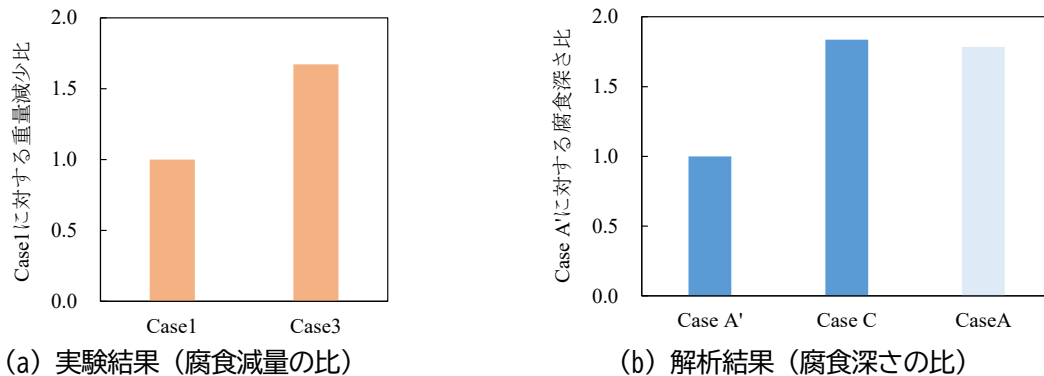 Case1に対する重量減少比
2.0
1.5
1.0
0.5
0.0
Case1
Case3
(a) 実験結果（腐食減量の比）
Case A'に対する腐食深さ比
2.0
1.5
1.0
0.5
0.0
Case A'
Case C
CaseA
(b) 解析結果（腐食深さの比）